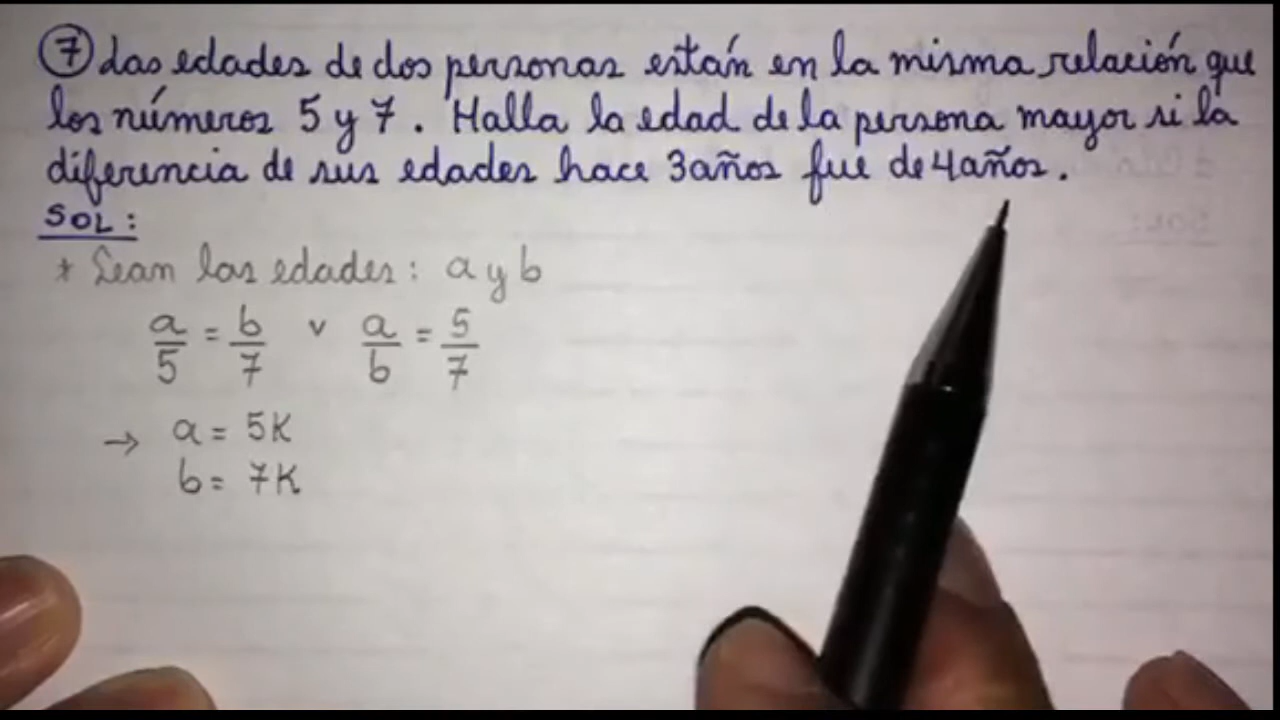 ⑦ Las edades de dos personas están en la misma relación que
los números 5 y 7. Halla la edad de la persona mayor si la
diferencia de sus edades hace 3 años fue de 4 años.
SOL:
* Sean las edades: a y b
a/5 = b/7 v a/b = 5/7
→ a = 5K
b = 7K